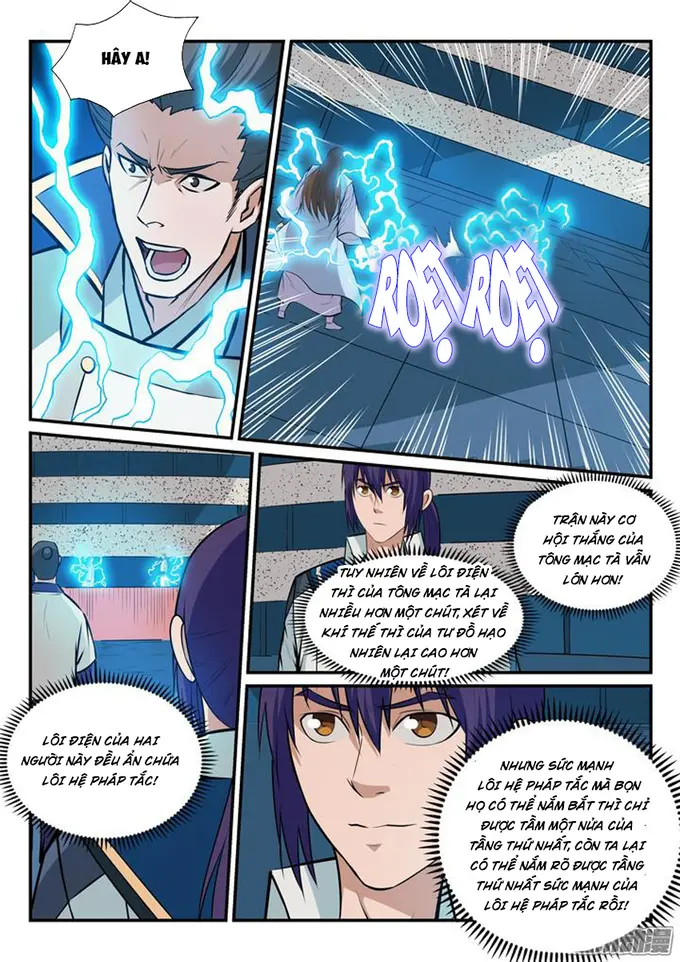 HÂY A!
ROẸT ROẸT
TRẬN NÀY CƠ
HỘI THẮNG CỦA
TÔNG MẠC TÀ VẪN
LỚN HƠN!
TUY NHIÊN VỀ LÔI ĐIỆN
THÌ CỦA TÔNG MẠC TÀ LẠI
NHIỀU HƠN MỘT CHÚT, XÉT VỀ
KHÍ THẾ THÌ CỦA TƯ ĐỒ HẠO
NHIÊN LẠI CAO HƠN
MỘT CHÚT!
LÔI ĐIỆN CỦA HAI
NGƯỜI NÀY ĐỀU ẨN CHỨA
LÔI HỆ PHÁP TẮC!
NHƯNG SỨC MẠNH
LÔI HỆ PHÁP TẮC MÀ BỌN
HỌ CÓ THỂ NẮM BẮT THÌ CHỈ
ĐƯỢC TẦM MỘT NỬA CỦA
TẦNG THỨ NHẤT, CÒN TA LẠI
CÓ THỂ NẮM RÕ ĐƯỢC TẦNG
THỨ NHẤT SỨC MẠNH CỦA
LÔI HỆ PHÁP TẮC RỒI!